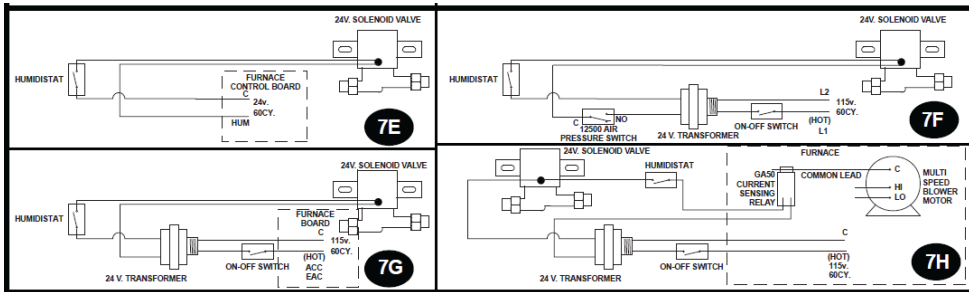 24V. SOLENOID VALVE
HUMIDISTAT
FURNACE
CONTROL BOARD
C
24v.
60CY.
HUM
7E
24V. SOLENOID VALVE
HUMIDISTAT
L2
115v.
60CY.
(HOT)
L1
C
NO
12500 AIR
PRESSURE SWITCH
24 V. TRANSFORMER
ON-OFF SWITCH
7F
24V. SOLENOID VALVE
HUMIDISTAT
FURNACE
BOARD
C
115v.
60CY.
(HOT)
ACC
EAC
ON-OFF SWITCH
24 V. TRANSFORMER
7G
24V. SOLENOID VALVE
HUMIDISTAT
FURNACE
GA50
CURRENT
SENSING
RELAY
COMMON LEAD
C
HI
LO
MULTI
SPEED
BLOWER
MOTOR
C
(HOT)
115v.
60CY.
24 V. TRANSFORMER
ON-OFF SWITCH
7H